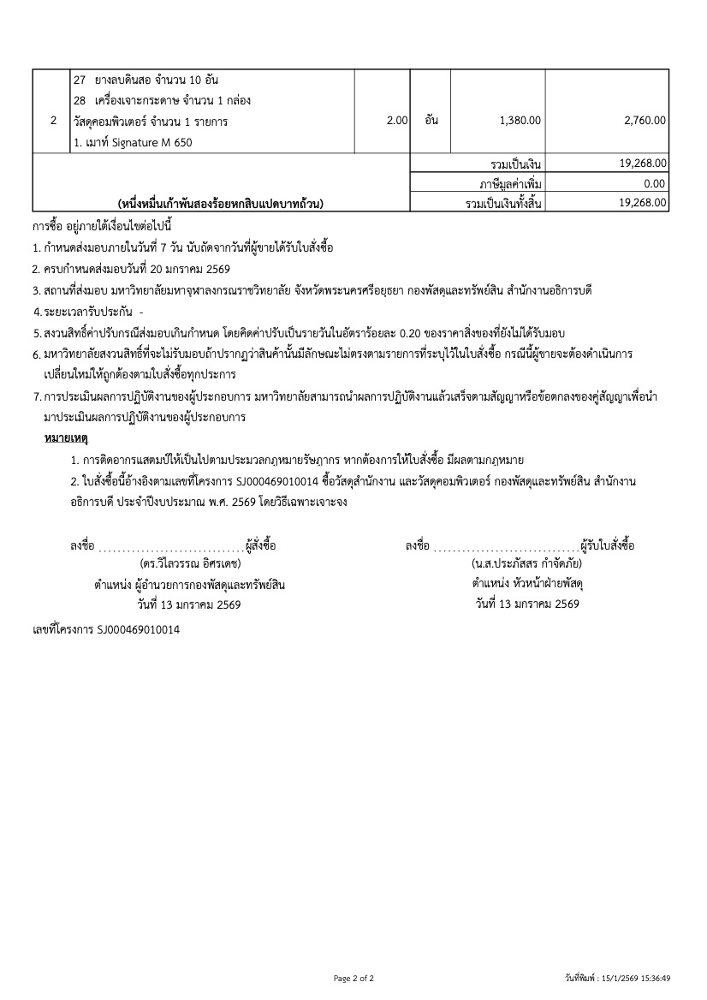 27 ยางลบดินสอ จำนวน 10 อัน
28 เครื่องเจาะกระดาษ จำนวน 1 กล่อง
2 วัสดุคอมพิวเตอร์ จำนวน 1 รายการ 2.00 อัน 1,380.00 2,760.00
1. เมาท์ Signature M 650
รวมเป็นเงิน 19,268.00
ภาษีมูลค่าเพิ่ม 0.00
(หนึ่งหมื่นเก้าพันสองร้อยหกสิบแปดบาทถ้วน) รวมเป็นเงินทั้งสิ้น 19,268.00
การซื้อ อยู่ภายใต้เงื่อนไขต่อไปนี้
1. กำหนดส่งมอบภายในวันที่ 7 วัน นับถัดจากวันที่ผู้ขายได้รับใบสั่งซื้อ
2. ครบกำหนดส่งมอบวันที่ 20 มกราคม 2569
3. สถานที่ส่งมอบ มหาวิทยาลัยมหาจุฬาลงกรณราชวิทยาลัย จังหวัดพระนครศรีอยุธยา กองพัสดุและทรัพย์สิน สำนักงานอธิการบดี
4. ระยะเวลารับประกัน -
5. สงวนสิทธิ์ค่าปรับกรณีส่งมอบเกินกำหนด โดยคิดค่าปรับเป็นรายวันในอัตราร้อยละ 0.20 ของราคาสิ่งของที่ยังไม่ได้รับมอบ
6. มหาวิทยาลัยสงวนสิทธิ์ที่จะไม่รับมอบถ้าปรากฏว่าสินค้านั้นมีลักษณะไม่ตรงตามรายการที่ระบุไว้ในใบสั่งซื้อ กรณีนี้ผู้ขายจะต้องดำเนินการ
เปลี่ยนใหม่ให้ถูกต้องตามใบสั่งซื้อทุกประการ
7. การประเมินผลการปฏิบัติงานของผู้ประกอบการ มหาวิทยาลัยสามารถนำผลการปฏิบัติงานแล้วเสร็จตามสัญญาหรือข้อตกลงของคู่สัญญาเพื่อนำ
มาประเมินผลการปฏิบัติงานของผู้ประกอบการ
หมายเหตุ
1. การติดอากรแสตมป์ให้เป็นไปตามประมวลกฎหมายรัษฎากร หากต้องการให้ใบสั่งซื้อ มีผลตามกฎหมาย
2. ใบสั่งซื้อนี้อ้างอิงตามเลขที่โครงการ SJ000469010014 ซื้อวัสดุสำนักงาน และวัสดุคอมพิวเตอร์ กองพัสดุและทรัพย์สิน สำนักงาน
อธิการบดี ประจำปีงบประมาณ พ.ศ. 2569 โดยวิธีเฉพาะเจาะจง
ลงชื่อ ..............................ผู้สั่งซื้อ ลงชื่อ ..............................ผู้รับใบสั่งซื้อ
(ดร.วิไลวรรณ อิศรเดช) (น.ส.ประภัสสร กำจัดภัย)
ตำแหน่ง ผู้อำนวยการกองพัสดุและทรัพย์สิน ตำแหน่ง หัวหน้าฝ่ายพัสดุ
วันที่ 13 มกราคม 2569 วันที่ 13 มกราคม 2569
เลขที่โครงการ SJ000469010014
Page 2 of 2 วันที่พิมพ์ : 15/1/2569 15:36:49